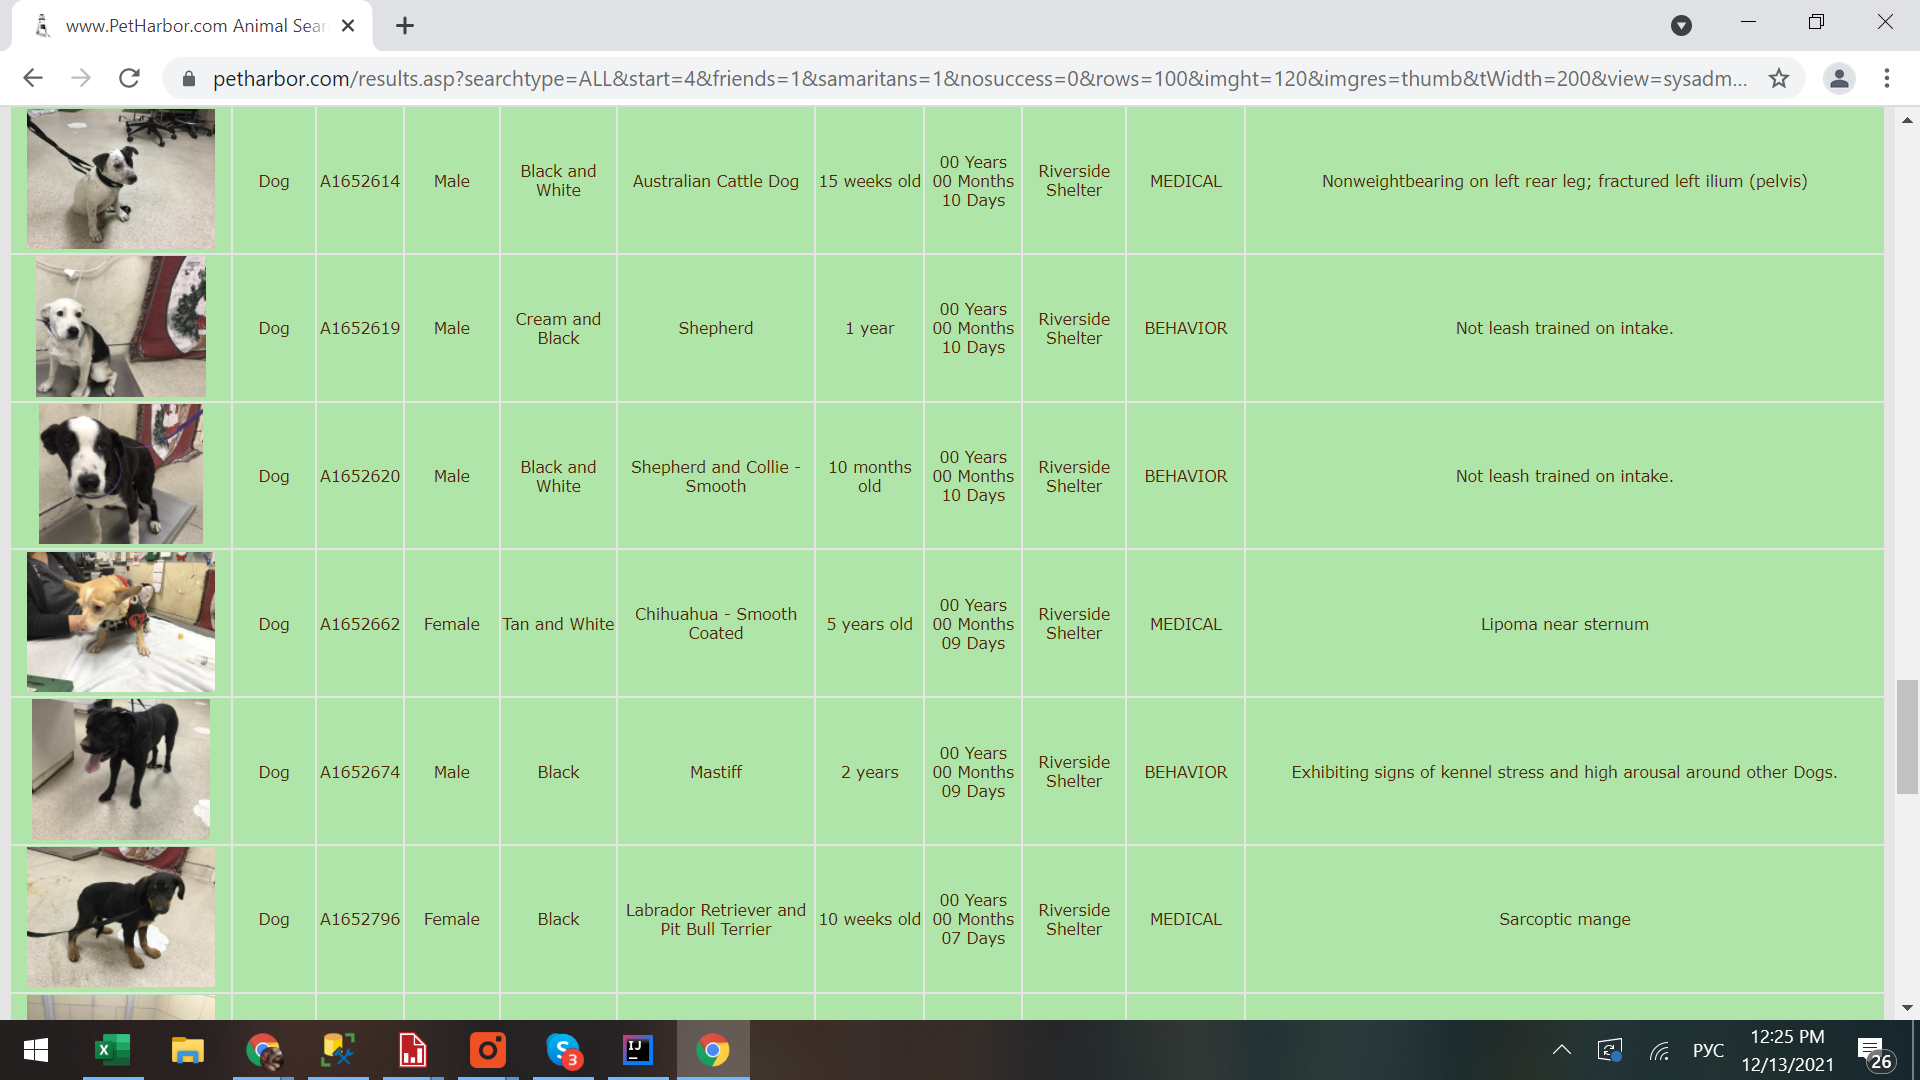 www.PetHarbor.com Animal Sear
petharbor.com/results.asp?searchtype=ALL&start=4&friends=1&samaritans=1&nosuccess=0&rows=100&imght=120&imgres=thumb&tWidth=200&view=sysadm...
Dog A1652614 Male Black and White Australian Cattle Dog 15 weeks old 00 Years 00 Months 10 Days Riverside Shelter MEDICAL Nonweightbearing on left rear leg; fractured left ilium (pelvis)
Dog A1652619 Male Cream and Black Shepherd 1 year 00 Years 00 Months 10 Days Riverside Shelter BEHAVIOR Not leash trained on intake.
Dog A1652620 Male Black and White Shepherd and Collie - Smooth 10 months old 00 Years 00 Months 10 Days Riverside Shelter BEHAVIOR Not leash trained on intake.
Dog A1652662 Female Tan and White Chihuahua - Smooth Coated 5 years old 00 Years 00 Months 09 Days Riverside Shelter MEDICAL Lipoma near sternum
Dog A1652674 Male Black Mastiff 2 years 00 Years 00 Months 09 Days Riverside Shelter BEHAVIOR Exhibiting signs of kennel stress and high arousal around other Dogs.
Dog A1652796 Female Black Labrador Retriever and Pit Bull Terrier 10 weeks old 00 Years 00 Months 07 Days Riverside Shelter MEDICAL Sarcoptic mange
X S 3 IJ РУС 12:25 PM
12/13/2021 26